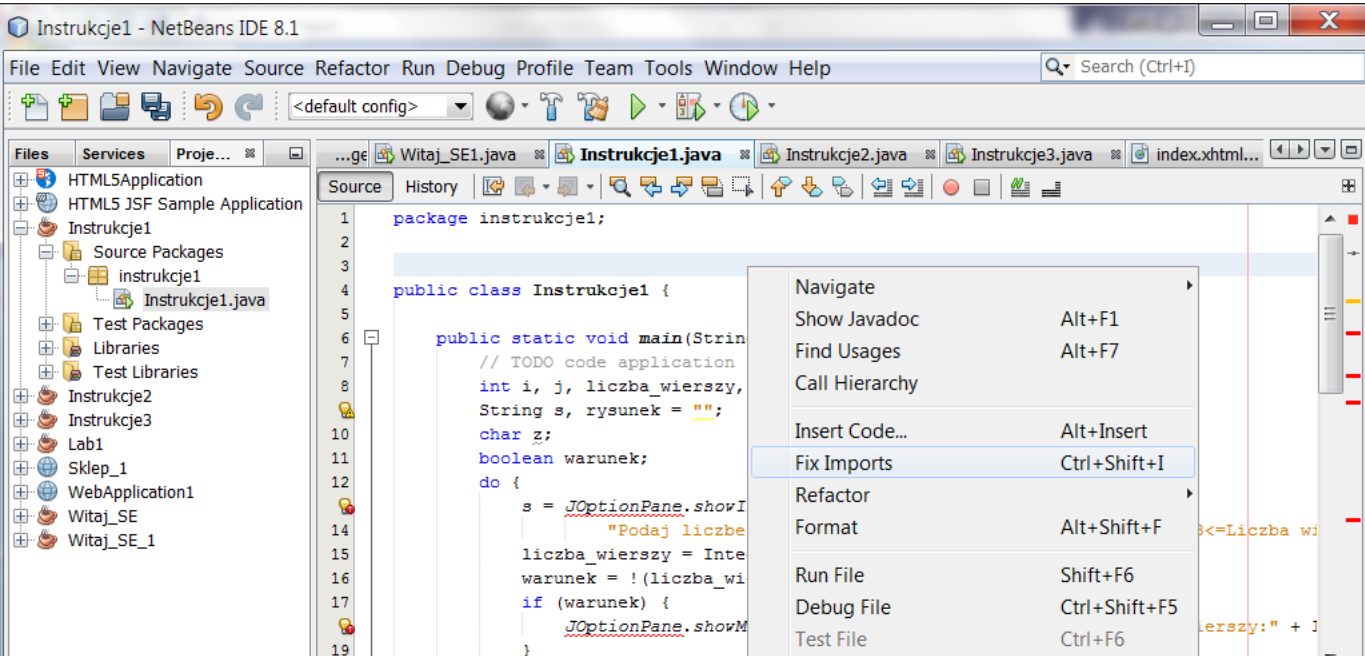 Instrukcje1 - NetBeans IDE 8.1
File Edit View Navigate Source Refactor Run Debug Profile Team Tools Window Help
Search (Ctrl+I)
<default config>
Files Services Proje...
...ge Witaj_SE1.java Instrukcje1.java Instrukcje2.java Instrukcje3.java index.xhtml...
HTML5Application
HTML5 JSF Sample Application
Instrukcje1
Source Packages
instrukcje1
Instrukcje1.java
Test Packages
Libraries
Test Libraries
Instrukcje2
Instrukcje3
Lab1
Sklep_1
WebApplication1
Witaj_SE
Witaj_SE_1
Source History
1 package instrukcje1;
2
3
4 public class Instrukcje1 {
5
6 public static void main(Strin
7 // TODO code application
8 int i, j, liczba_wierszy,
String s, rysunek = "";
10 char z;
11 boolean warunek;
12 do {
s = JOptionPane.showI
14 "Podaj liczbe
<=Liczba wi
15 liczba_wierszy = Inte
16 warunek = !(liczba_wi
17 if (warunek) {
JOptionPane.showM
ierszy:" +
19 }
Navigate
Show Javadoc Alt+F1
Find Usages Alt+F7
Call Hierarchy
Insert Code... Alt+Insert
Fix Imports Ctrl+Shift+I
Refactor
Format Alt+Shift+F
Run File Shift+F6
Debug File Ctrl+Shift+F5
Test File Ctrl+F6